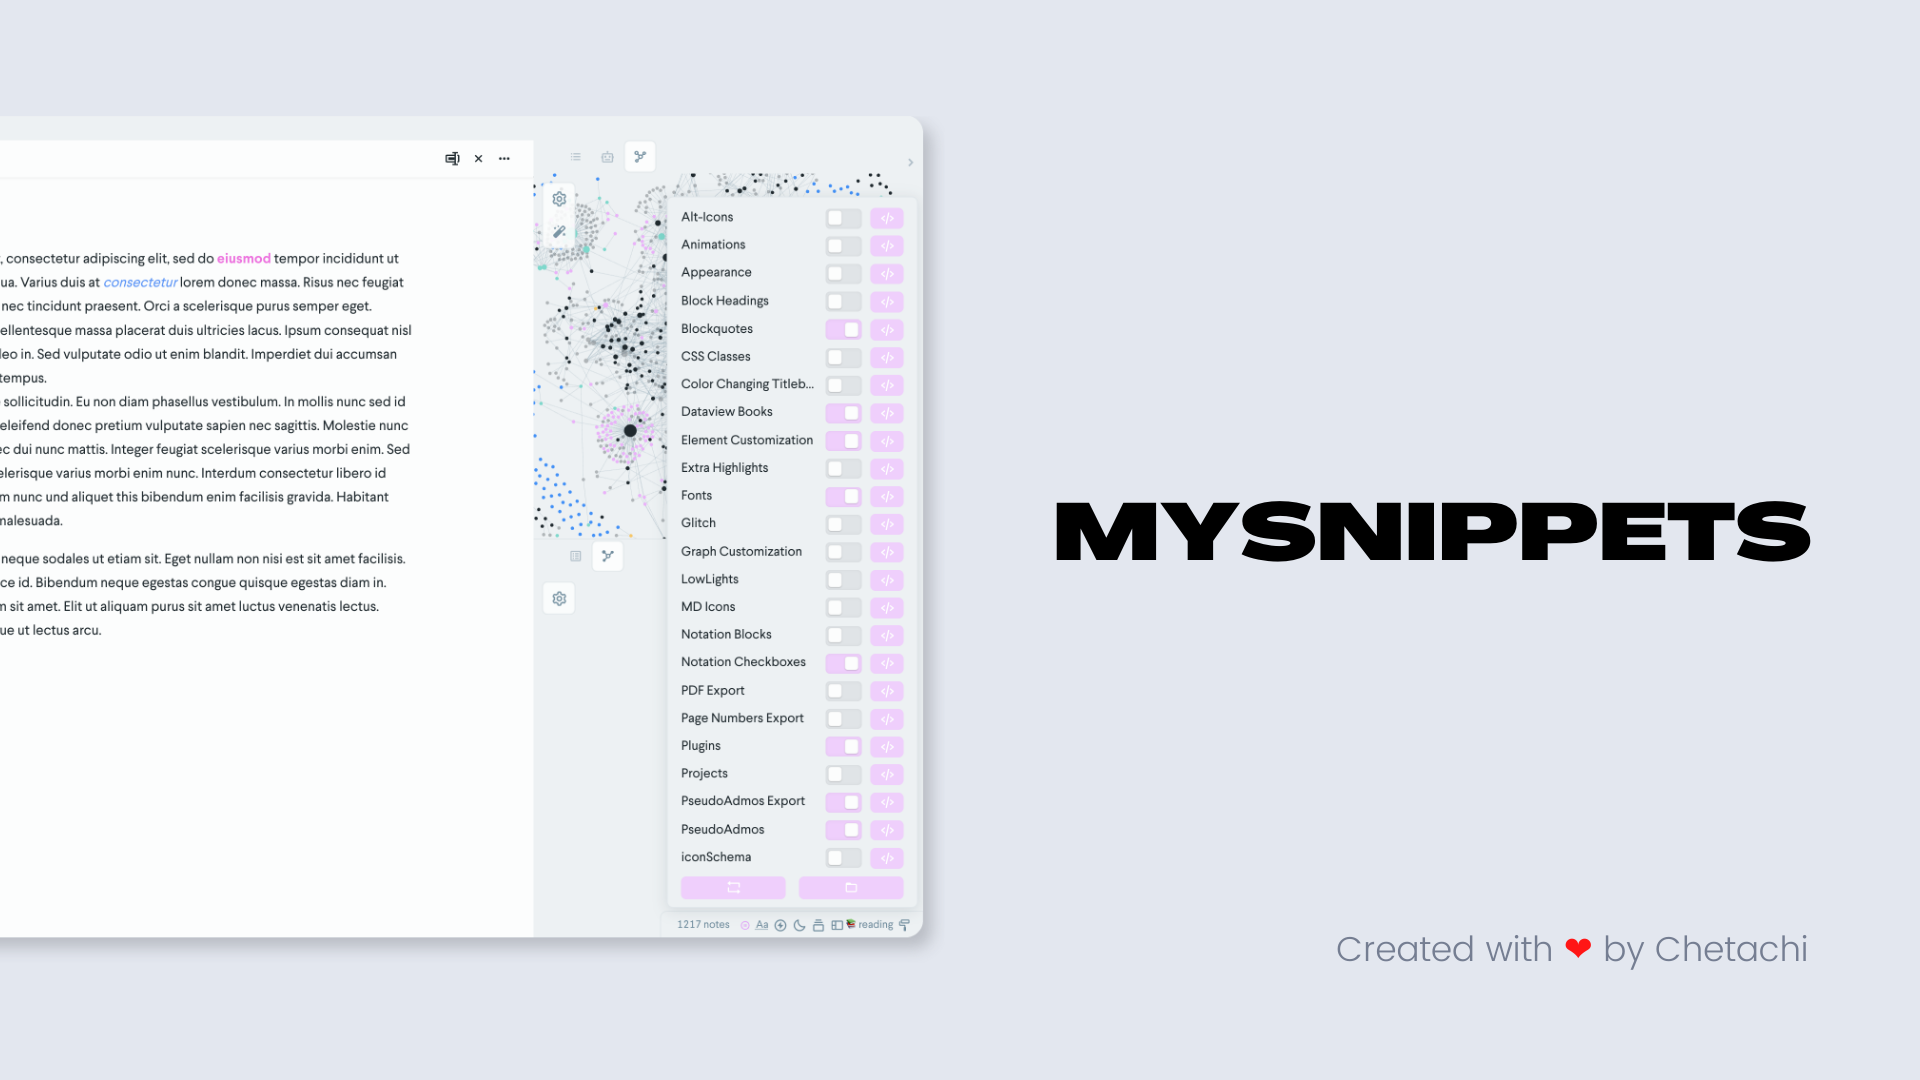 , consectetur adipiscing elit, sed do eiusmod tempor incididunt ut
ua. Varius duis at consectetur lorem donec massa. Risus nec feugiat
nec tincidunt praesent. Orci a scelerisque purus semper eget.
ellentesque massa placerat duis ultricies lacus. Ipsum consequat nisl
leo in. Sed vulputate odio ut enim blandit. Imperdiet dui accumsan
tempus.
sollicitudin. Eu non diam phasellus vestibulum. In mollis nunc sed id
eleifend donec pretium vulputate sapien nec sagittis. Molestie nunc
ec dui nunc mattis. Integer feugiat scelerisque varius morbi enim. Sed
elerisque varius morbi enim nunc. Interdum consectetur libero id
m nunc und aliquet this bibendum enim facilisis gravida. Habitant
malesuada.
neque sodales ut etiam sit. Eget nullam non nisi est sit amet facilisis.
ce id. Bibendum neque egestas congue quisque egestas diam in.
m sit amet. Elit ut aliquam purus sit amet luctus venenatis lectus.
ue ut lectus arcu.
Alt-Icons
Animations
Appearance
Block Headings
Blockquotes
CSS Classes
Color Changing Titleb...
Dataview Books
Element Customization
Extra Highlights
Fonts
Glitch
Graph Customization
LowLights
MD Icons
Notation Blocks
Notation Checkboxes
PDF Export
Page Numbers Export
Plugins
Projects
PseudoAdmos Export
PseudoAdmos
iconSchema
1217 notes Aa reading
MYSNIPPETS
Created with ❤ by Chetachi